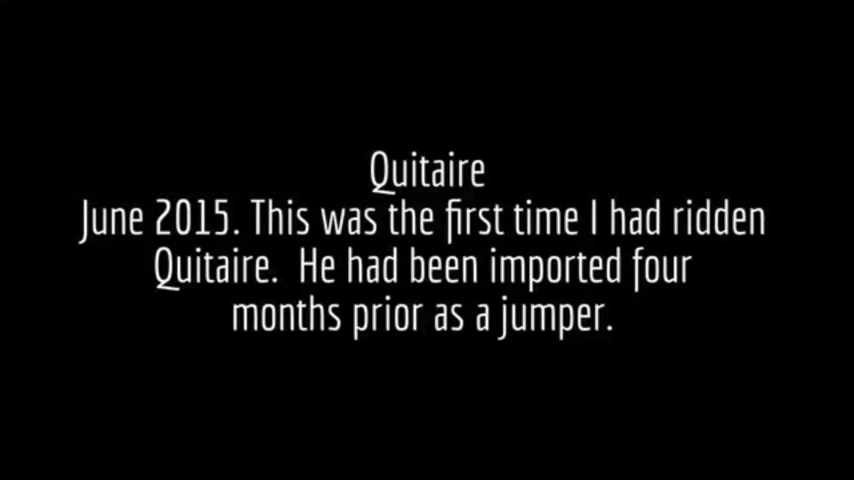 Quitaire
June 2015. This was the first time I had ridden
Quitaire.  He had been imported four
months prior as a jumper.